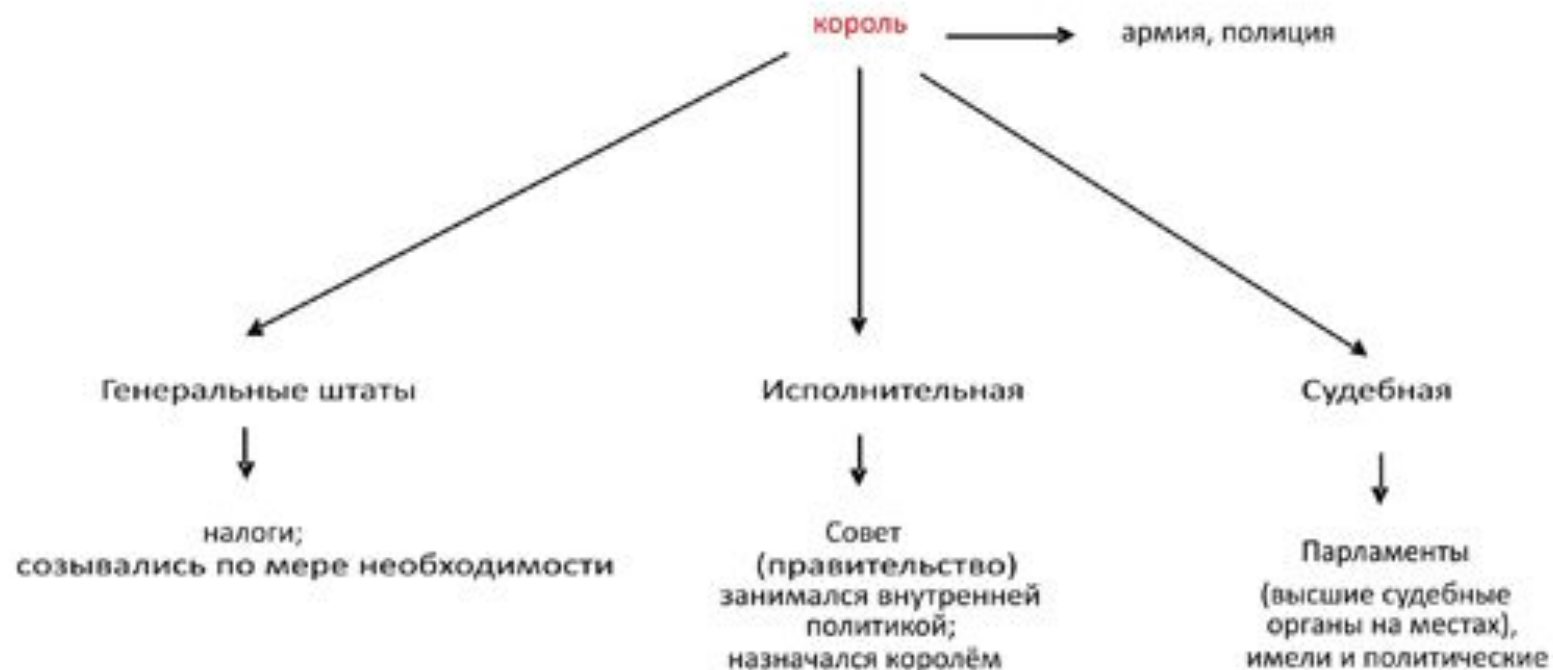 король
армия, полиция
Генеральные штаты
Исполнительная
Судебная
налоги;
созывались по мере необходимости
Совет
(правительство)
занимался внутренней
политикой;
назначался королём
Парламенты
(высшие судебные
органы на местах),
имели и политические